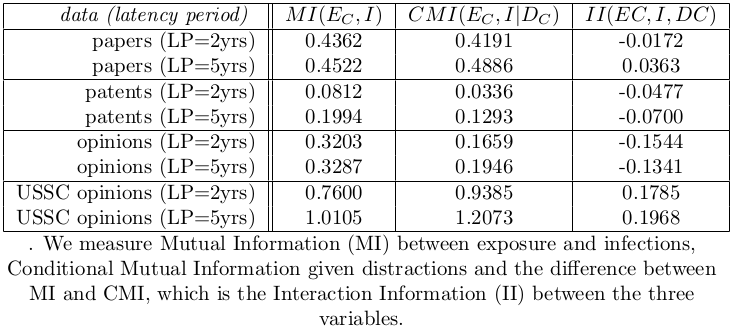 data (latency period) MI(E_C, I) CMI(E_C, I|D_C) II(EC, I, DC)
papers (LP=2yrs) 0.4362 0.4191 -0.0172
papers (LP=5yrs) 0.4522 0.4886 0.0363
patents (LP=2yrs) 0.0812 0.0336 -0.0477
patents (LP=5yrs) 0.1994 0.1293 -0.0700
opinions (LP=2yrs) 0.3203 0.1659 -0.1544
opinions (LP=5yrs) 0.3287 0.1946 -0.1341
USSC opinions (LP=2yrs) 0.7600 0.9385 0.1785
USSC opinions (LP=5yrs) 1.0105 1.2073 0.1968
. We measure Mutual Information (MI) between exposure and infections,
Conditional Mutual Information given distractions and the difference between
MI and CMI, which is the Interaction Information (II) between the three
variables.